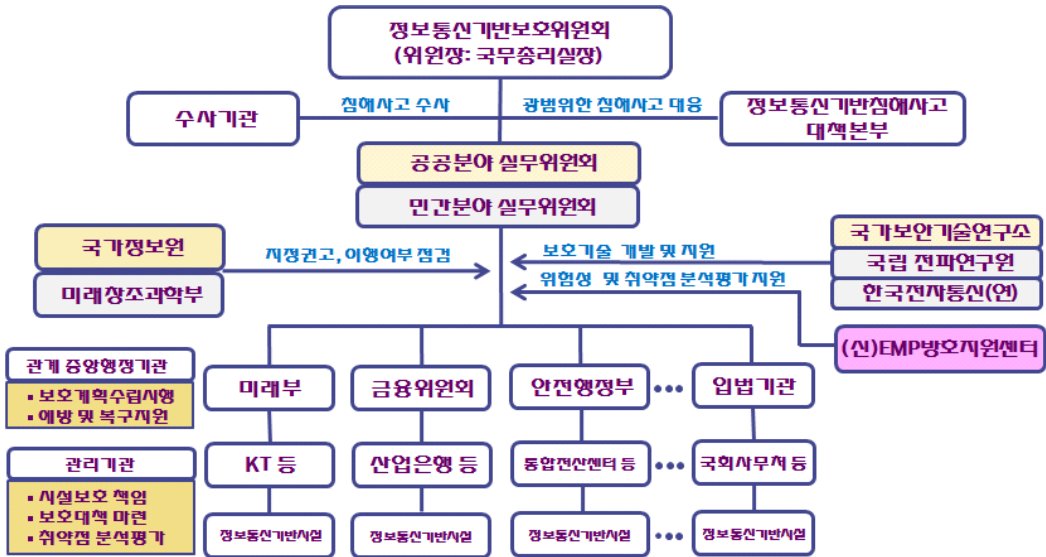 정보통신기반보호위원회
(위원장: 국무총리실장)
수사기관
침해사고 수사
광범위한 침해사고 대응
정보통신기반침해사고
대책본부
공공분야 실무위원회
민간분야 실무위원회
국가정보원
미래창조과학부
지정권고, 이행여부 점검
보호기술 개발 및 지원
위험성 및 취약점 분석평가 지원
국가보안기술연구소
국립 전파연구원
한국전자통신(연)
(신)EMP방호지원센터
관계 중앙행정기관
▪ 보호계획수립시행
▪ 예방 및 복구지원
미래부
금융위원회
안전행정부
•••
입법기관
관리기관
▪ 시설보호 책임
▪ 보호대책 마련
▪ 취약점 분석평가
KT 등
산업은행 등
통합전산센터 등
•••
국회사무처 등
정보통신기반시설
정보통신기반시설
정보통신기반시설
•••
정보통신기반시설